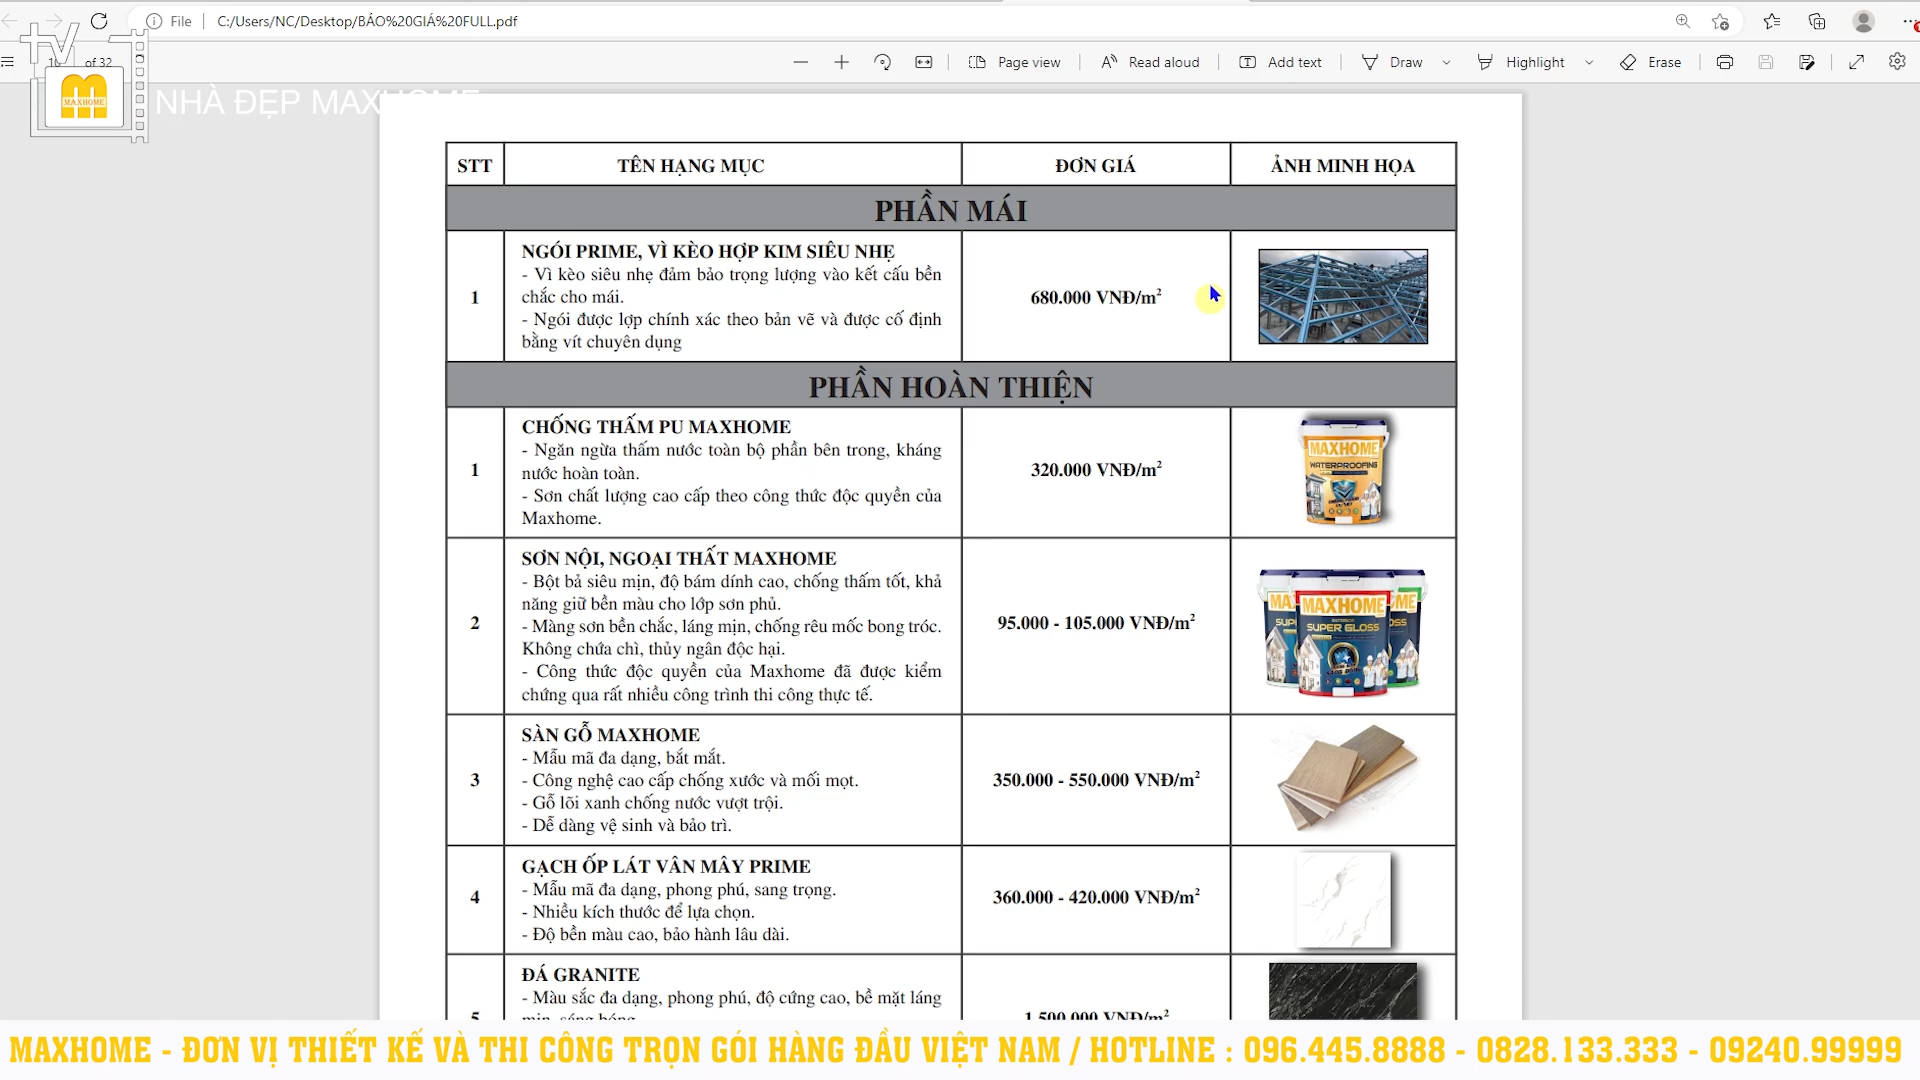 File
C:/Users/NC/Desktop/BÁO%20GIÁ%20FULL.pdf
of 32
Page view
Read aloud
Add text
Draw
Highlight
Erase
tv
MAXHOME
NHÀ ĐẸP MAXHOME
STT TÊN HẠNG MỤC ĐƠN GIÁ ẢNH MINH HỌA
PHẦN MÁI
1
NGÓI PRIME, VÌ KÈO HỢP KIM SIÊU NHẸ
- Vì kèo siêu nhẹ đảm bảo trọng lượng vào kết cấu bền
chắc cho mái.
- Ngói được lợp chính xác theo bản vẽ và được cố định
bằng vít chuyên dụng
680.000 VNĐ/m²
PHẦN HOÀN THIỆN
1
CHỐNG THẤM PU MAXHOME
- Ngăn ngừa thấm nước toàn bộ phần bên trong, kháng
nước hoàn toàn.
- Sơn chất lượng cao cấp theo công thức độc quyền của
Maxhome.
320.000 VNĐ/m²
MAXHOME
WATERPROOFING
2
SƠN NỘI, NGOẠI THẤT MAXHOME
- Bột bả siêu mịn, độ bám dính cao, chống thấm tốt, khả
năng giữ bền màu cho lớp sơn phủ.
- Màng sơn bền chắc, láng mịn, chống rêu mốc bong tróc.
Không chứa chì, thủy ngân độc hại.
- Công thức độc quyền của Maxhome đã được kiểm
chứng qua rất nhiều công trình thi công thực tế.
95.000 - 105.000 VNĐ/m²
MAXHOME
SUPER GLOSS
3
SÀN GỖ MAXHOME
- Mẫu mã đa dạng, bắt mắt.
- Công nghệ cao cấp chống xước và mối mọt.
- Gỗ lõi xanh chống nước vượt trội.
- Dễ dàng vệ sinh và bảo trì.
350.000 - 550.000 VNĐ/m²
4
GẠCH ỐP LÁT VÂN MÂY PRIME
- Mẫu mã đa dạng, phong phú, sang trọng.
- Nhiều kích thước để lựa chọn.
- Độ bền màu cao, bảo hành lâu dài.
360.000 - 420.000 VNĐ/m²
5
ĐÁ GRANITE
- Màu sắc đa dạng, phong phú, độ cứng cao, bề mặt láng
mịn, sáng bóng.
1.500.000 VNĐ/m²
MAXHOME - ĐƠN VỊ THIẾT KẾ VÀ THI CÔNG TRỌN GÓI HÀNG ĐẦU VIỆT NAM / HOTLINE : 096.445.8888 - 0828.133.333 - 09240.99999